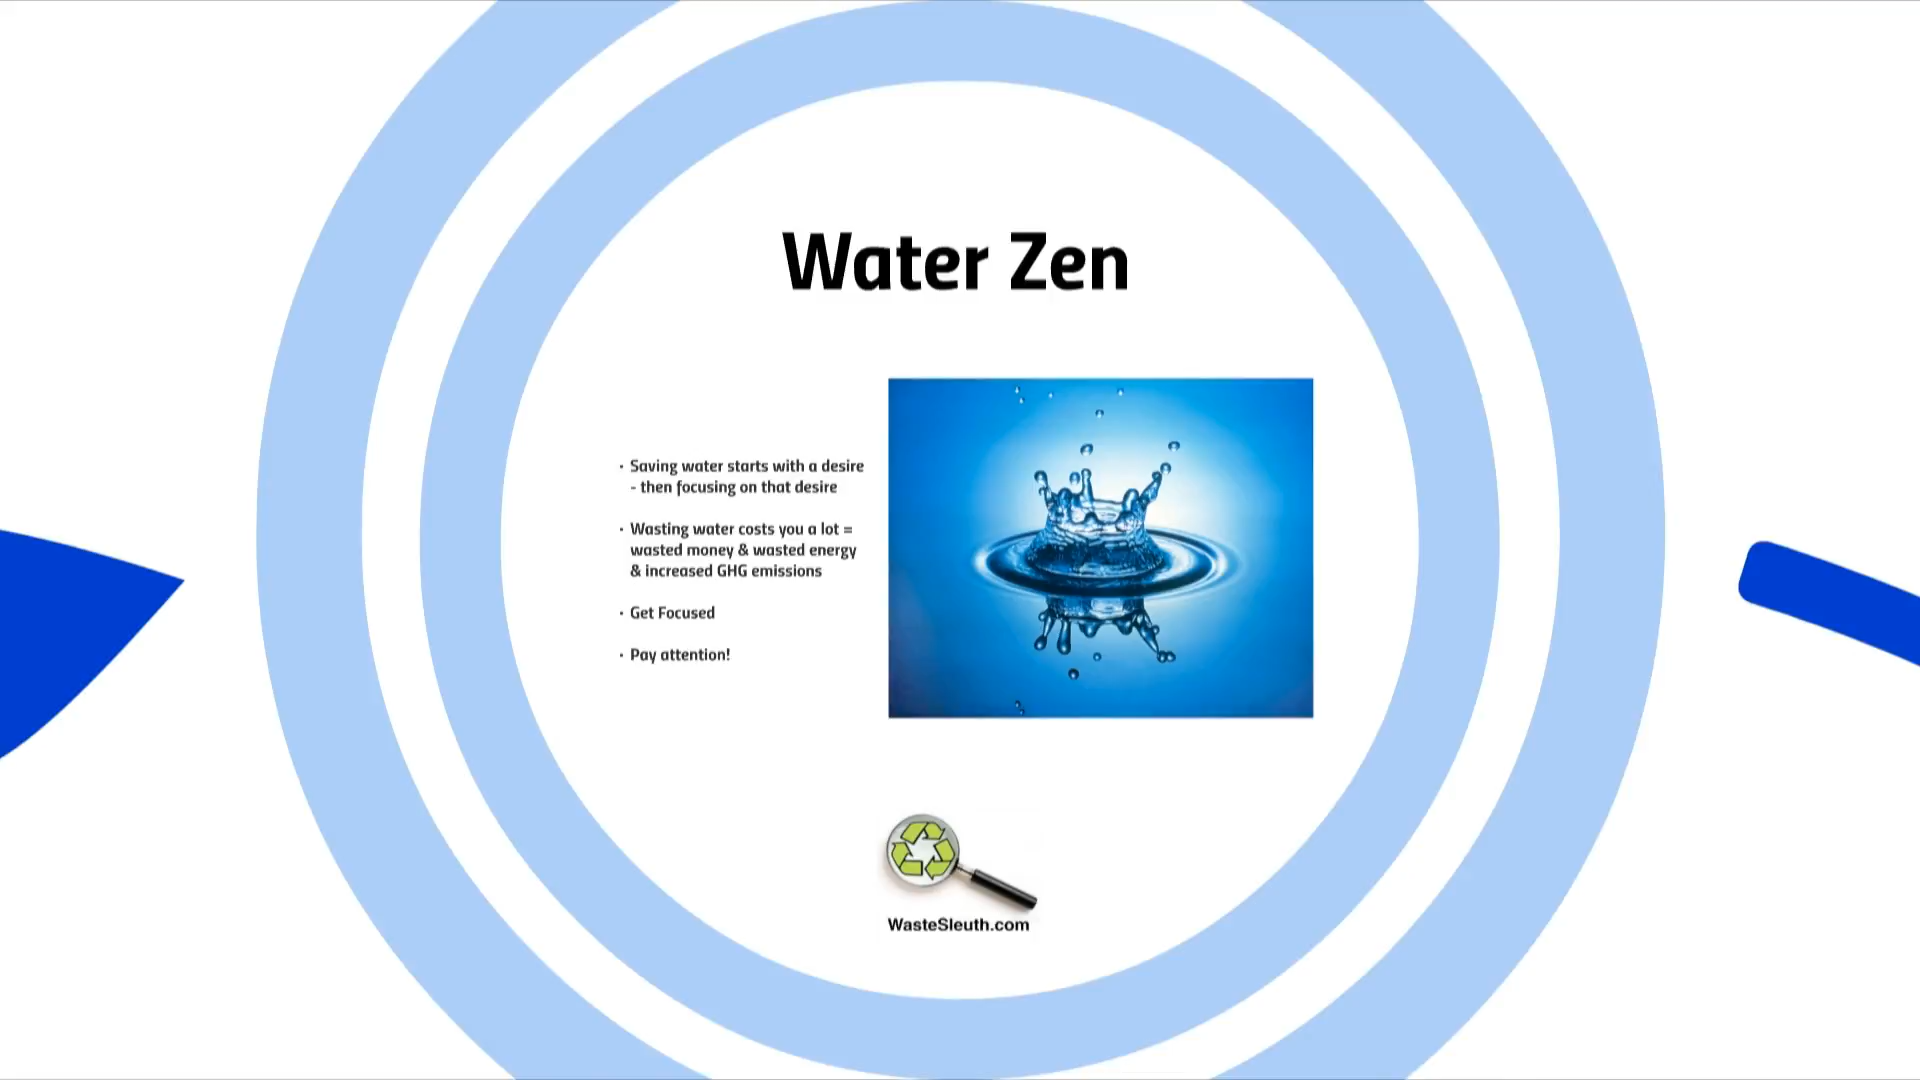 Water Zen
· Saving water starts with a desire
- then focusing on that desire
· Wasting water costs you a lot =
wasted money & wasted energy
& increased GHG emissions
· Get Focused
· Pay attention!
WasteSleuth.com